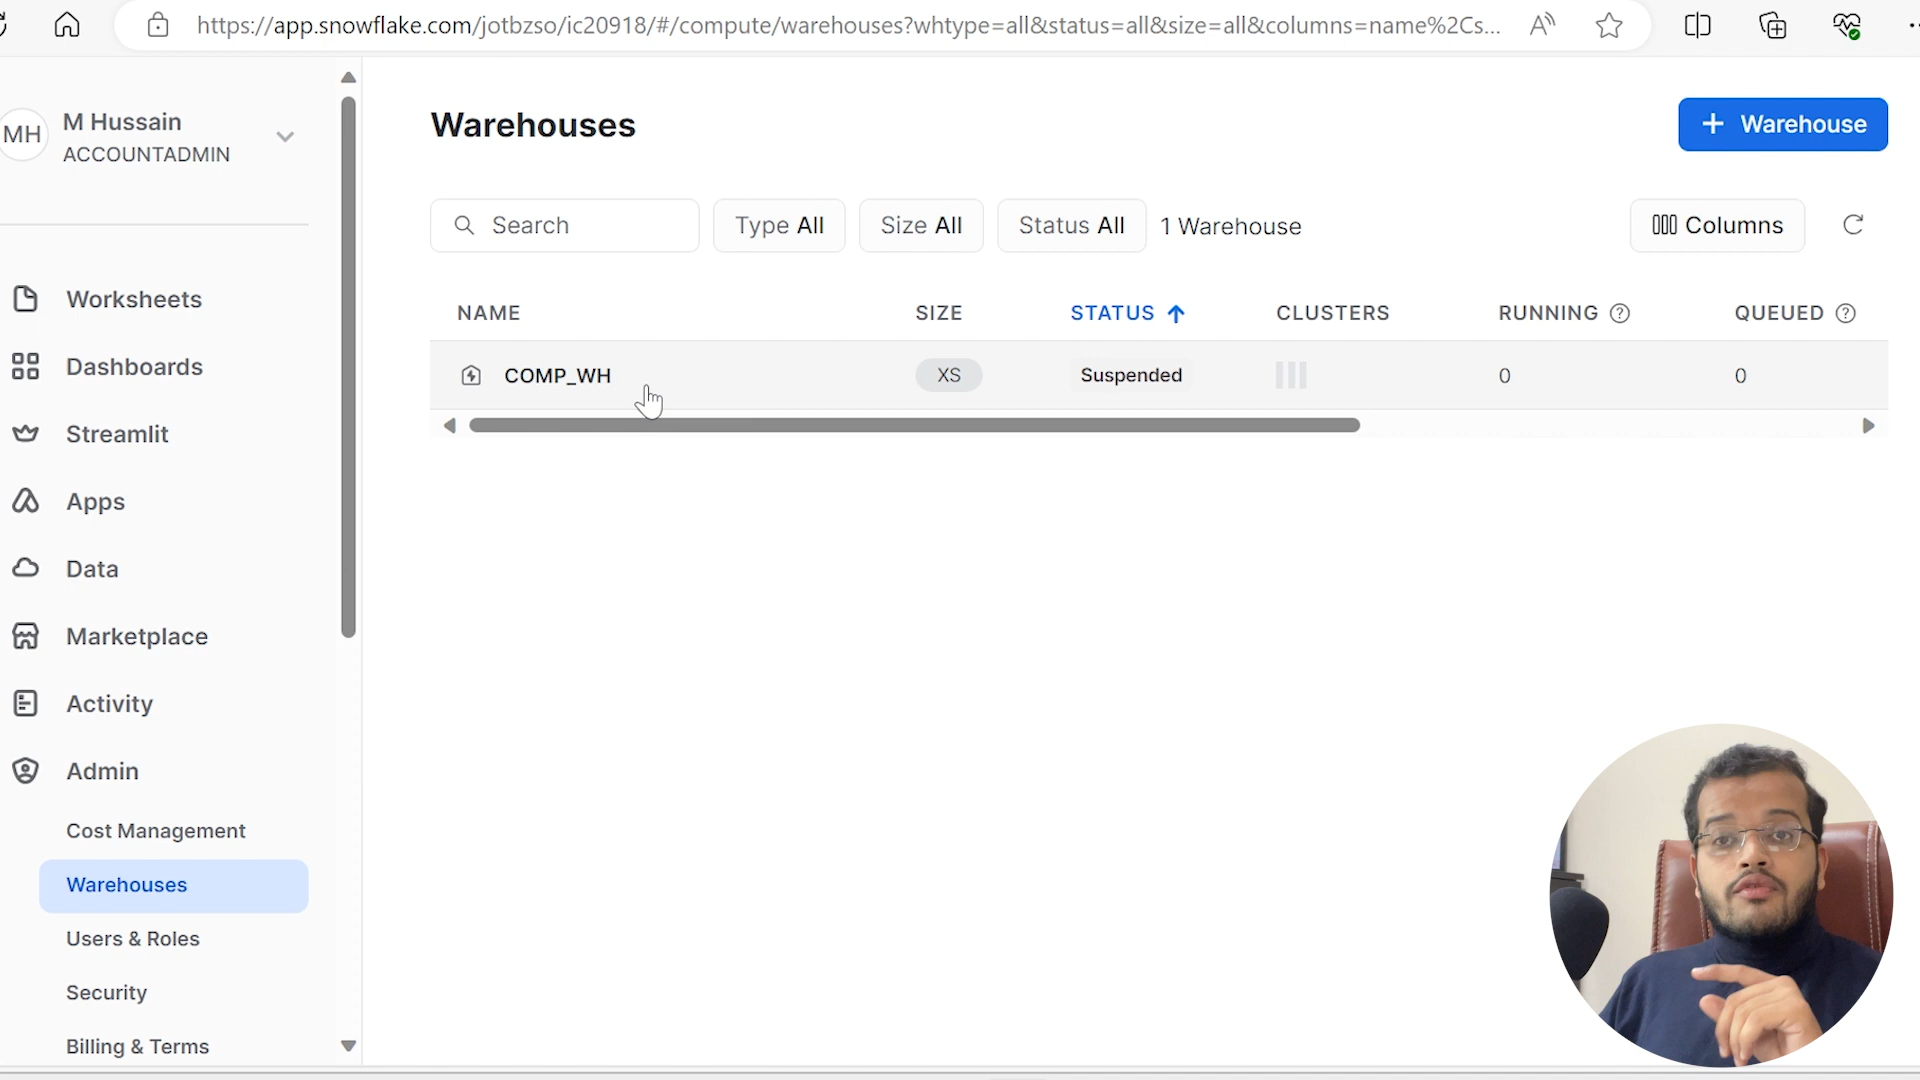 https://app.snowflake.com/jotbzso/ic20918/#/compute/warehouses?whtype=all&status=all&size=all&columns=name%2Cs...
MH
M Hussain
ACCOUNTADMIN
Worksheets
Dashboards
Streamlit
Apps
Data
Marketplace
Activity
Admin
Cost Management
Warehouses
Users & Roles
Security
Billing & Terms
Warehouses
+ Warehouse
Search
Type All
Size All
Status All
1 Warehouse
Columns
NAME SIZE STATUS CLUSTERS RUNNING QUEUED
COMP_WH XS Suspended 0 0